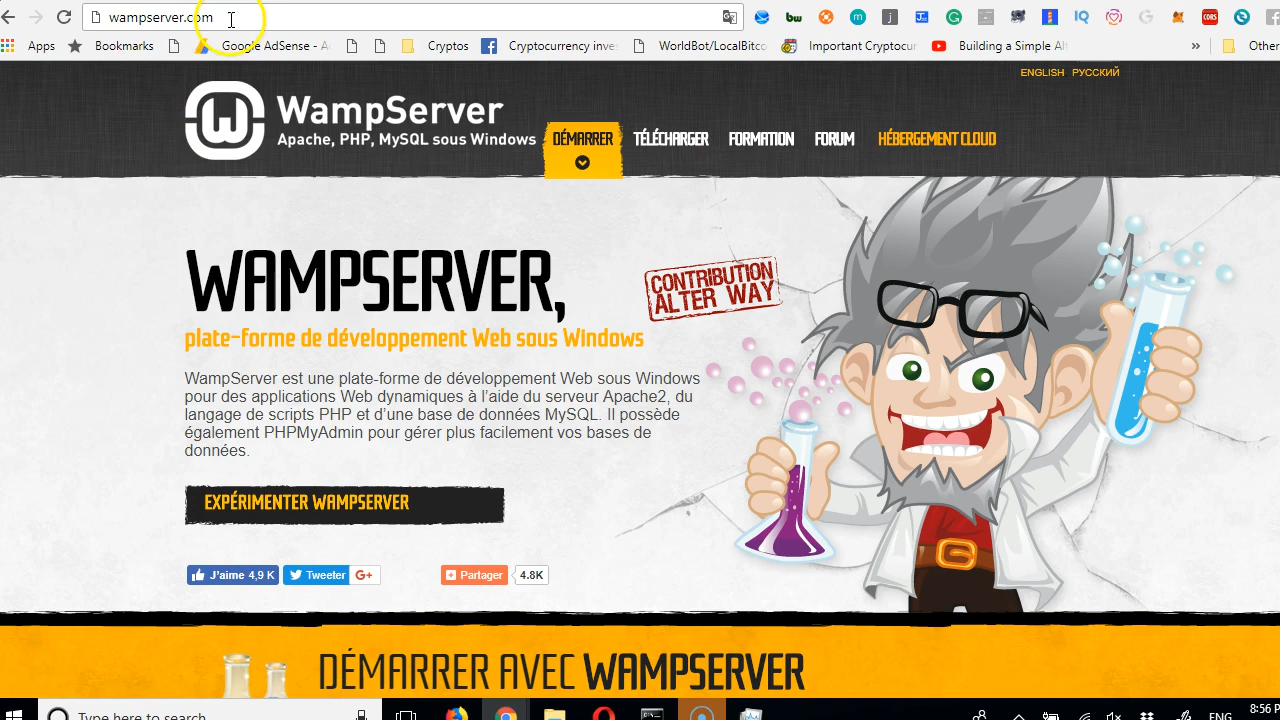 wampserver.com
Apps
Bookmarks
Google AdSense - A
Cryptos
Cryptocurrency inve
WorldBot/LocalBitco
Important Cryptocur
Building a Simple Al
»
Other
ENGLISH РУССКИЙ
WampServer
Apache, PHP, MySQL sous Windows
DÉMARRER
TÉLÉCHARGER
FORMATION
FORUM
HÉBERGEMENT CLOUD
WAMPSERVER,
CONTRIBUTION
ALTER WAY
plate-forme de développement Web sous Windows
WampServer est une plate-forme de développement Web sous Windows
pour des applications Web dynamiques à l'aide du serveur Apache2, du
langage de scripts PHP et d'une base de données MySQL. Il possède
également PHPMyAdmin pour gérer plus facilement vos bases de
données.
EXPÉRIMENTER WAMPSERVER
J'aime 4,9 K
Tweeter
G+
Partager
4.8K
DÉMARRER AVEC WAMPSERVER
Type here to search
ENG
8:56 P